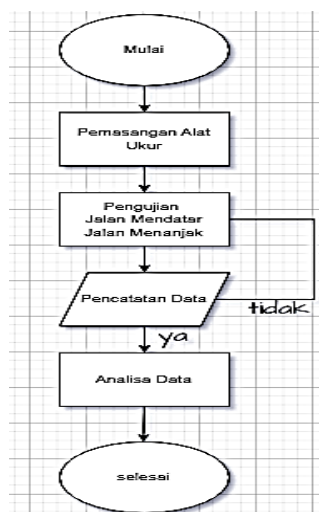 Mulai
Pemasangan Alat
Ukur
Pengujian
Jalan Mendatar
Jalan Menanjak
Pencatatan Data
tidak
ya
Analisa Data
selesai